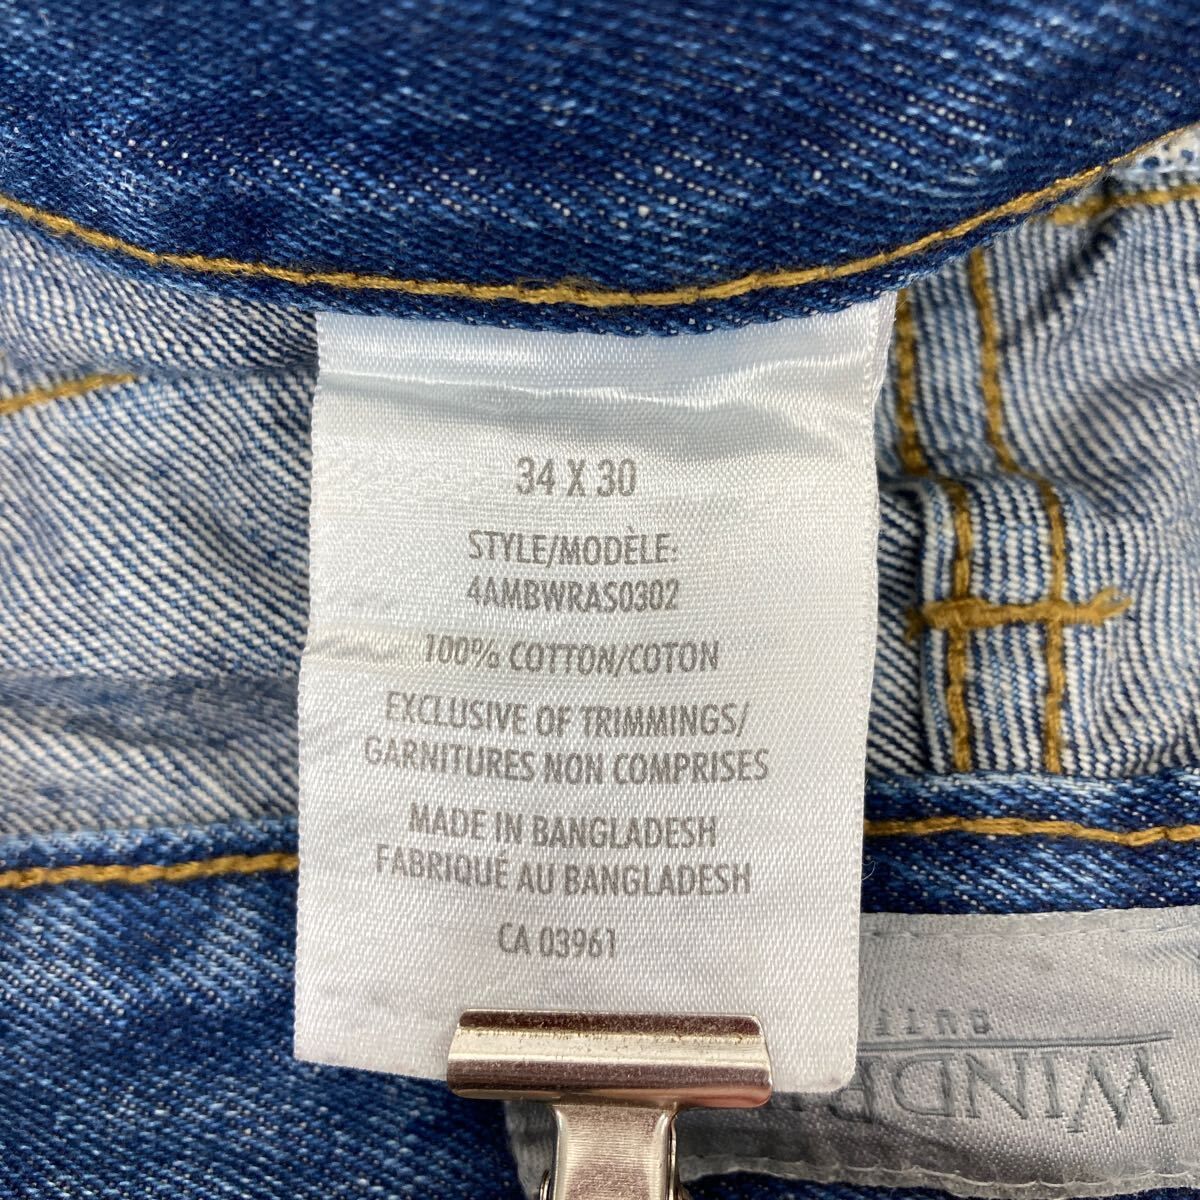 34 X 30
STYLE/MODÈLE:
4AMBWRAS0302
100% COTTON/COTON
EXCLUSIVE OF TRIMMINGS/
GARNITURES NON COMPRISES
MADE IN BANGLADESH
FABRIQUÉ AU BANGLADESH
CA 03961